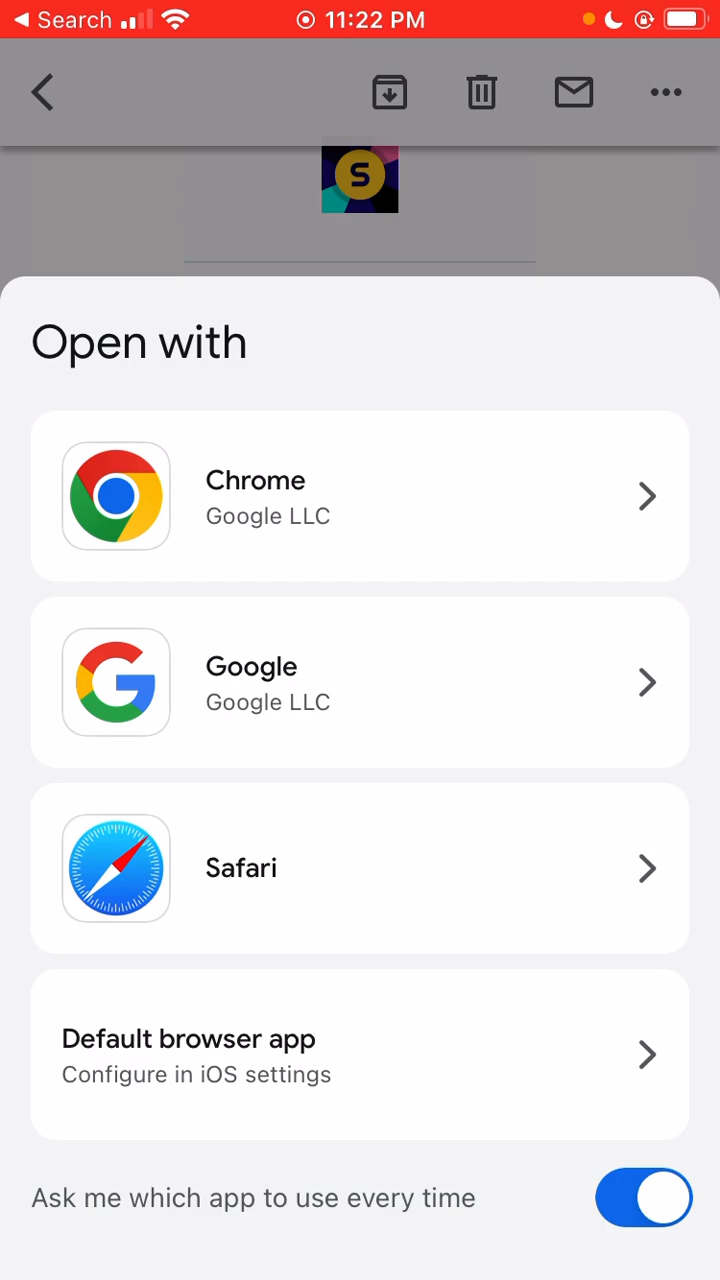 Search 11:22 PM
S
Open with
Chrome
Google LLC
Google
Google LLC
Safari
Default browser app
Configure in iOS settings
Ask me which app to use every time